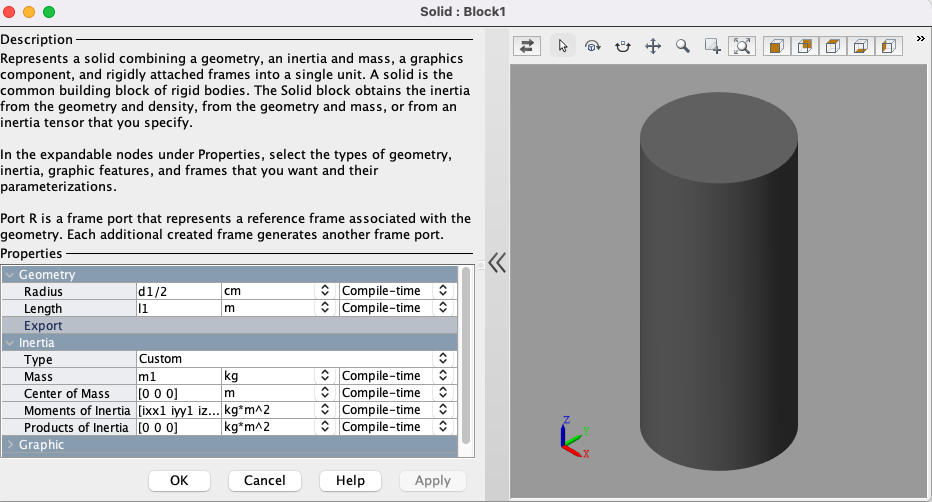 Solid : Block1
Description
Represents a solid combining a geometry, an inertia and mass, a graphics
component, and rigidly attached frames into a single unit. A solid is the
common building block of rigid bodies. The Solid block obtains the inertia
from the geometry and density, from the geometry and mass, or from an
inertia tensor that you specify.
In the expandable nodes under Properties, select the types of geometry,
inertia, graphic features, and frames that you want and their
parameterizations.
Port R is a frame port that represents a reference frame associated with the
geometry. Each additional created frame generates another frame port.
Properties
Geometry
Radius d1/2 cm Compile-time
Length l1 m Compile-time
Export
Inertia
Type Custom
Mass m1 kg Compile-time
Center of Mass [0 0 0] m Compile-time
Moments of Inertia [ixx1 iyy1 iz... kg*m^2 Compile-time
Products of Inertia [0 0 0] kg*m^2 Compile-time
Graphic
OK Cancel Help Apply
Z
Y
X